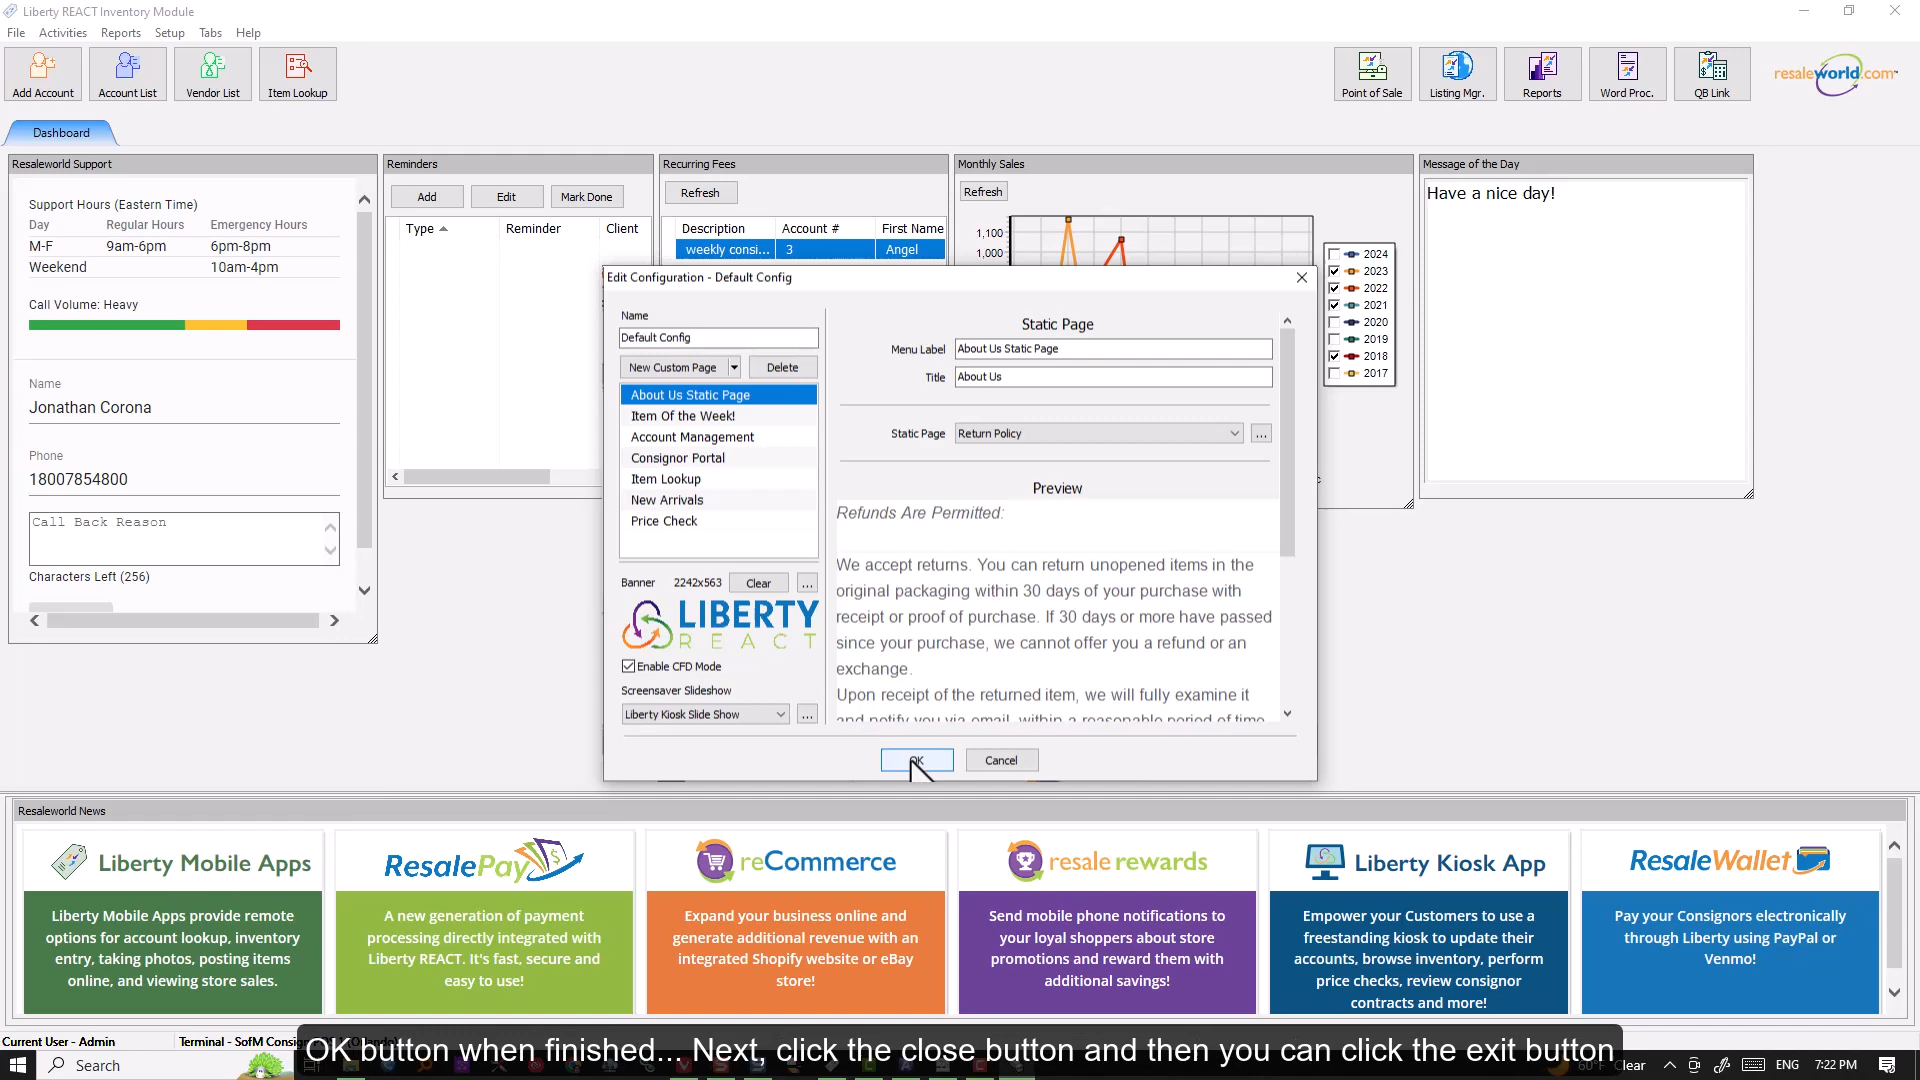 Liberty REACT Inventory Module
File Activities Reports Setup Tabs Help
Add Account Account List Vendor List Item Lookup Point of Sale Listing Mgr. Reports Word Proc. QB Link resaleworld.com
Dashboard
Resaleworld Support
Support Hours (Eastern Time)
Day Regular Hours Emergency Hours
M-F 9am-6pm 6pm-8pm
Weekend 10am-4pm
Call Volume: Heavy
Name
Jonathan Corona
Phone
18007854800
Call Back Reason
Characters Left (256)
Reminders
Add Edit Mark Done
Type Reminder Client
Recurring Fees
Refresh
Description Account # First Name
weekly consi... 3 Angel
Monthly Sales
Refresh
1,100
1,000
2024
2023
2022
2021
2020
2019
2018
2017
Message of the Day
Have a nice day!
Edit Configuration - Default Config
Name
Default Config
New Custom Page Delete
About Us Static Page
Item Of the Week!
Account Management
Consignor Portal
Item Lookup
New Arrivals
Price Check
Banner 2242x563 Clear ...
LIBERTY
REACT
Enable CFD Mode
Screensaver Slideshow
Liberty Kiosk Slide Show ...
Static Page
Menu Label About Us Static Page
Title About Us
Static Page Return Policy ...
Preview
Refunds Are Permitted:
We accept returns. You can return unopened items in the
original packaging within 30 days of your purchase with
receipt or proof of purchase. If 30 days or more have passed
since your purchase, we cannot offer you a refund or an
exchange.
Upon receipt of the returned item, we will fully examine it
and notify you via email, within a reasonable period of time,
OK Cancel
Resaleworld News
Liberty Mobile Apps
Liberty Mobile Apps provide remote
options for account lookup, inventory
entry, taking photos, posting items
online, and viewing store sales.
ResalePay
A new generation of payment
processing directly integrated with
Liberty REACT. It's fast, secure and
easy to use!
reCommerce
Expand your business online and
generate additional revenue with an
integrated Shopify website or eBay
store!
resale rewards
Send mobile phone notifications to
your loyal shoppers about store
promotions and reward them with
additional savings!
Liberty Kiosk App
Empower your Customers to use a
freestanding kiosk to update their
accounts, browse inventory, perform
price checks, review consignor
contracts and more!
ResaleWallet
Pay your Consignors electronically
through Liberty using PayPal or
Venmo!
Current User - Admin Terminal - SofM Consign
OK button when finished... Next, click the close button and then you can click the exit button
Search Clear ENG 7:22 PM